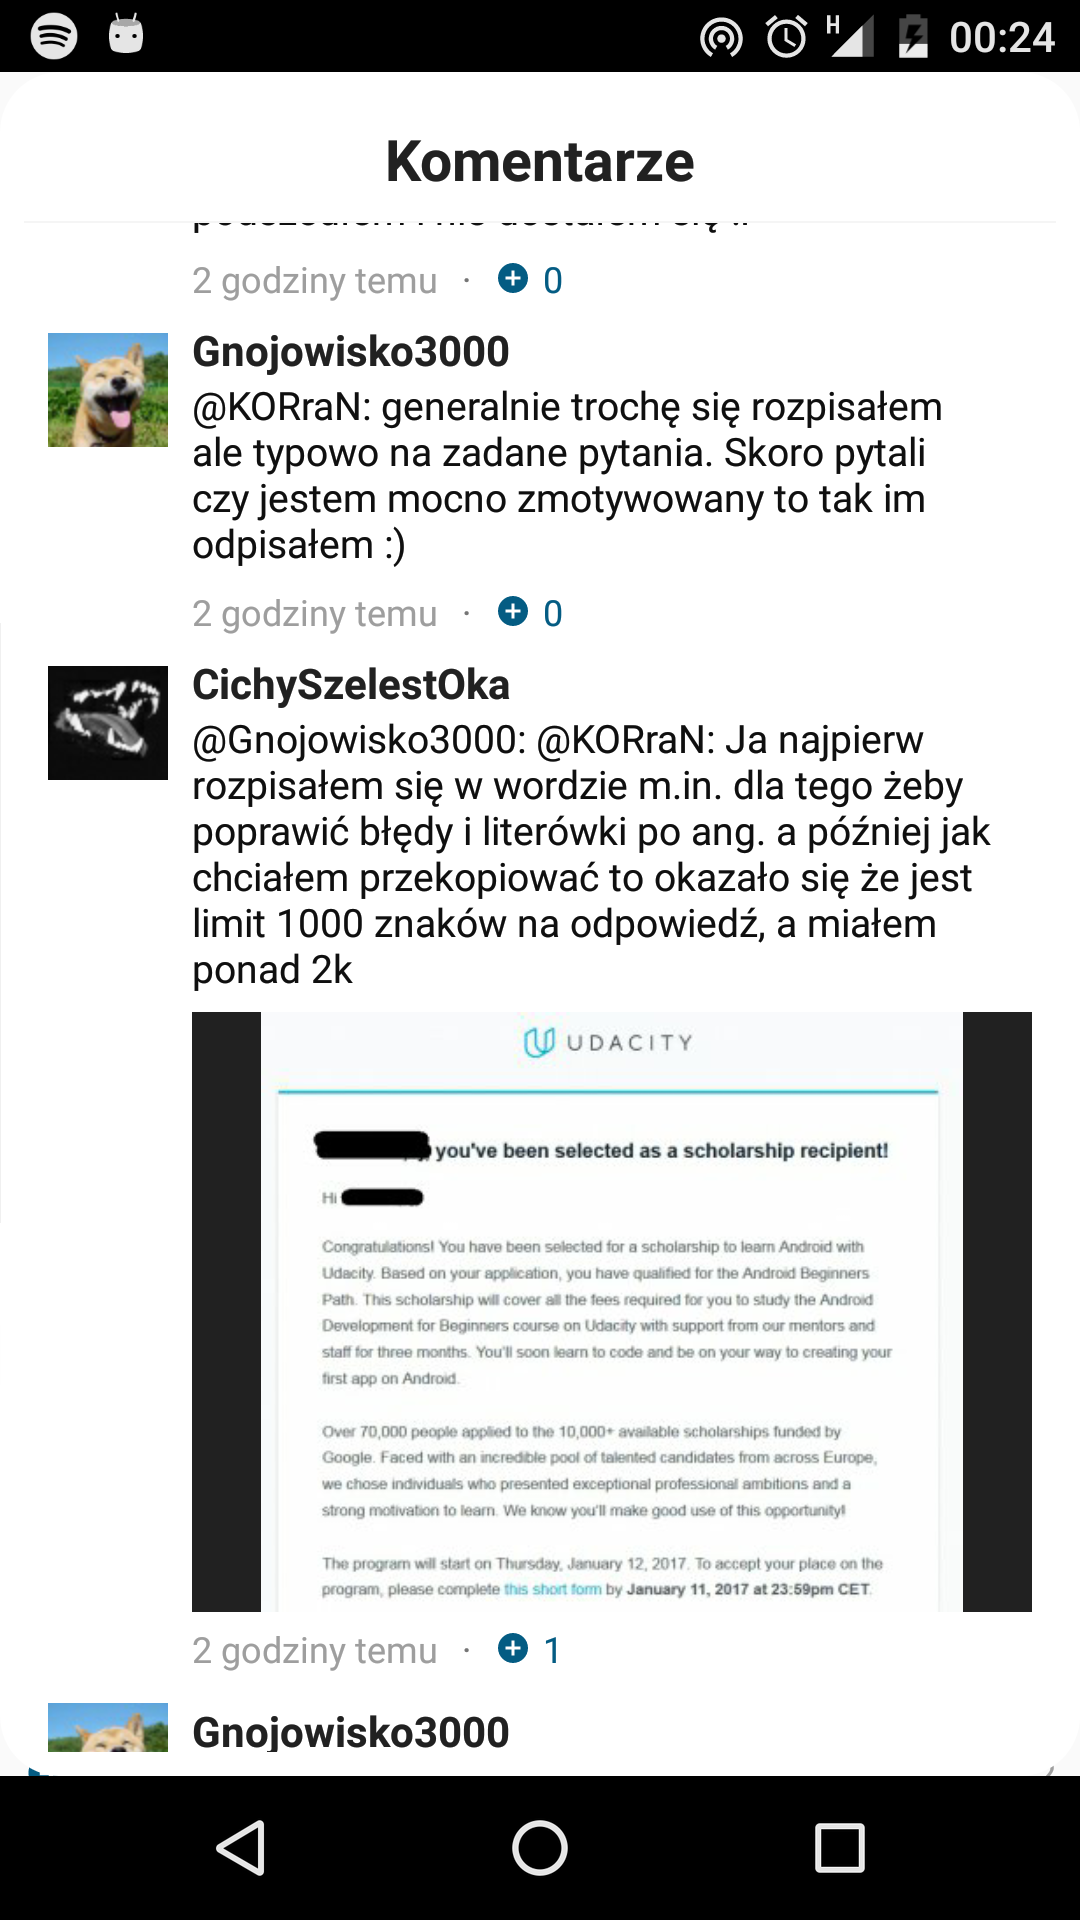 H 00:24
Komentarze
2 godziny temu · 0
Gnojowisko3000
@KORraN: generalnie trochę się rozpisałem
ale typowo na zadane pytania. Skoro pytali
czy jestem mocno zmotywowany to tak im
odpisałem :)
2 godziny temu · 0
CichySzelestOka
@Gnojowisko3000: @KORraN: Ja najpierw
rozpisałem się w wordzie m.in. dla tego żeby
poprawić błędy i literówki po ang. a później jak
chciałem przekopiować to okazało się że jest
limit 1000 znaków na odpowiedź, a miałem
ponad 2k
UDACITY
you've been selected as a scholarship recipient!
Hi
Congratulations! You have been selected for a scholarship to learn Android with
Udacity. Based on your application, you have qualified for the Android Beginners
Path. This scholarship will cover all the fees required for you to study the Android
Development for Beginners course on Udacity with support from our mentors and
staff for three months. You'll soon learn to code and be on your way to creating your
first app on Android.
Over 70,000 people applied to the 10,000+ available scholarships funded by
Google. Faced with an incredible pool of talented candidates from across Europe,
we chose individuals who presented exceptional professional ambitions and a
strong motivation to learn. We know you'll make good use of this opportunity!
The program will start on Thursday, January 12, 2017. To accept your place on the
program, please complete this short form by January 11, 2017 at 23:59pm CET.
2 godziny temu · 1
Gnojowisko3000